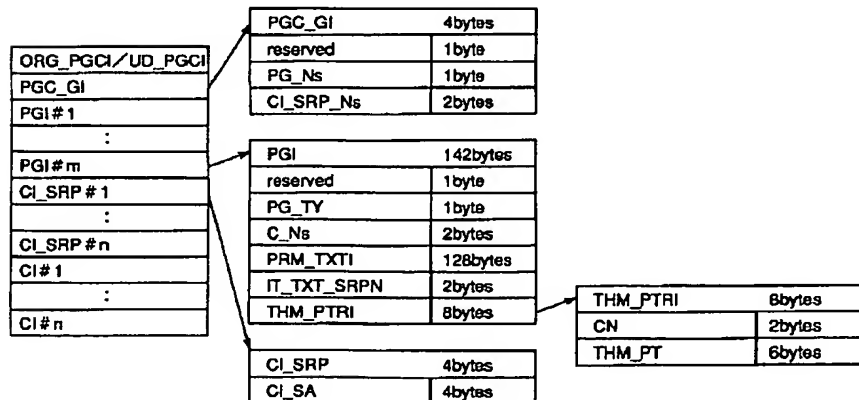 ORG_PGCI/UD_PGCI
PGC_GI
PGI#1
:
PGI#m
CI_SRP#1
:
CI_SRP#n
CI#1
:
CI#n
PGC_GI 4bytes
reserved 1byte
PG_Ns 1byte
CI_SRP_Ns 2bytes
PGI 142bytes
reserved 1byte
PG_TY 1byte
C_Ns 2bytes
PRM_TXTI 128bytes
IT_TXT_SRPN 2bytes
THM_PTRI 8bytes
CI_SRP 4bytes
CI_SA 4bytes
THM_PTRI 8bytes
CN 2bytes
THM_PT 6bytes